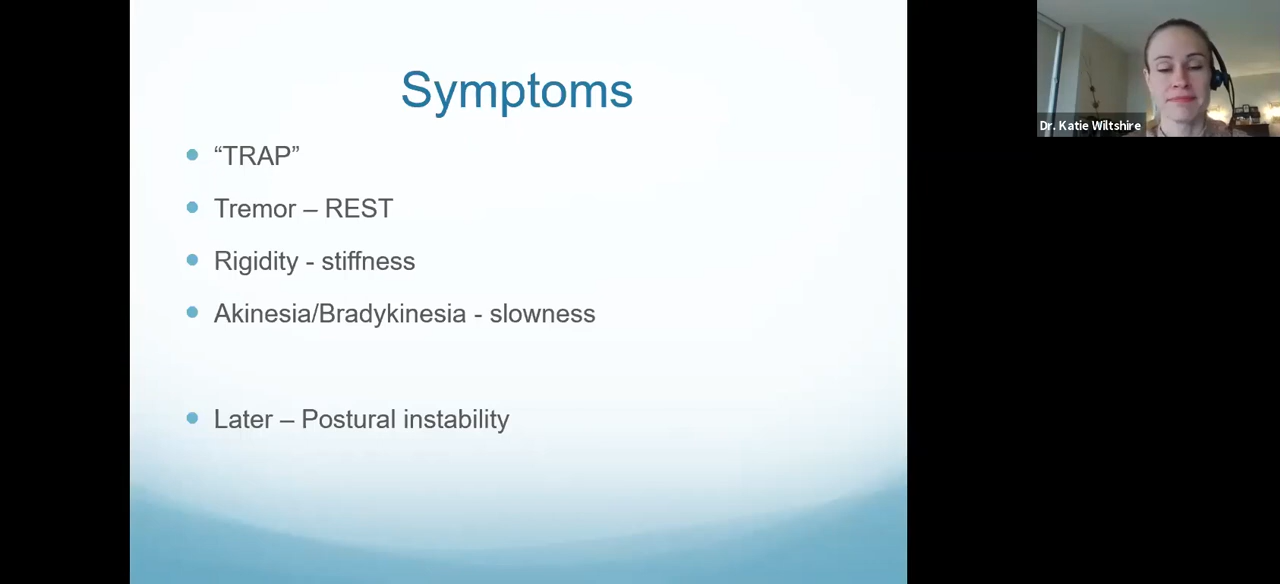 Symptoms
“TRAP”
Tremor – REST
Rigidity - stiffness
Akinesia/Bradykinesia - slowness
Later – Postural instability
Dr. Katie Wiltshire